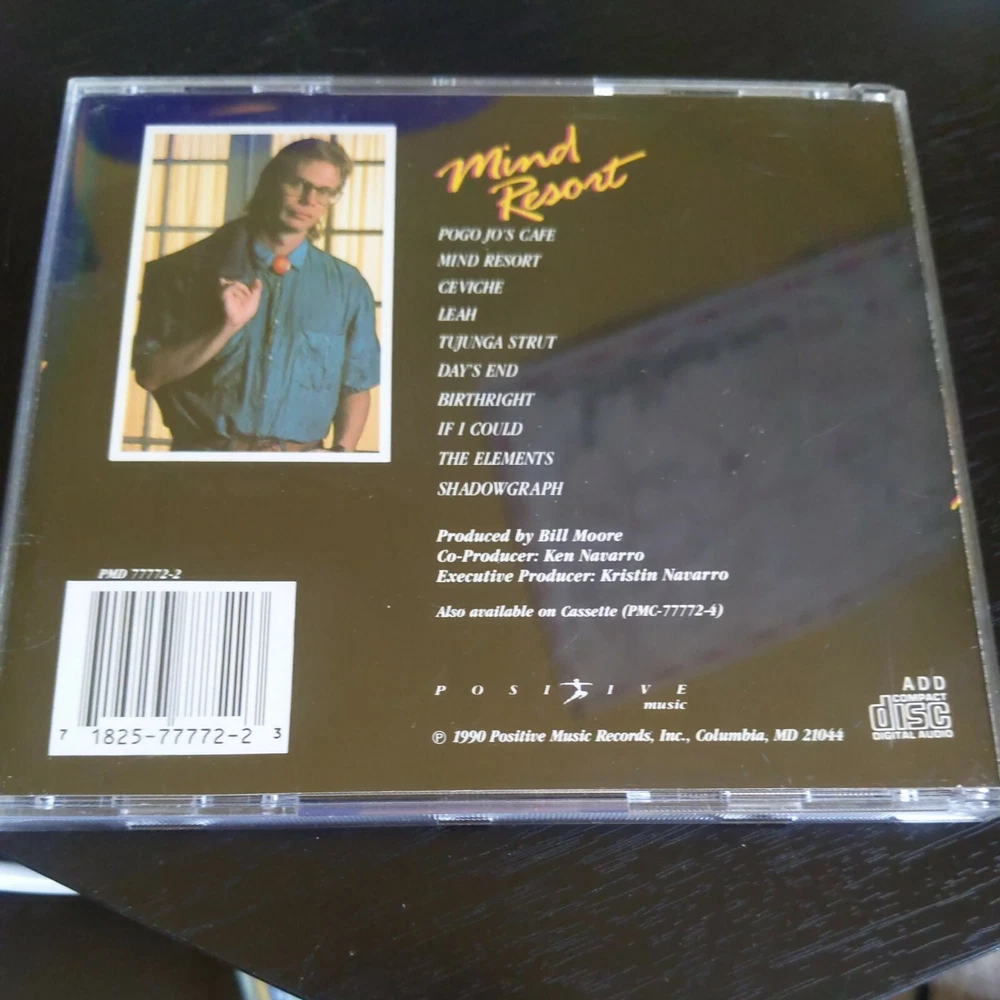 Mind
Resort
POGO JO'S CAFE
MIND RESORT
CEVICHE
LEAH
TUJUNGA STRUT
DAY'S END
BIRTHRIGHT
IF I COULD
THE ELEMENTS
SHADOWGRAPH
Produced by Bill Moore
Co-Producer: Ken Navarro
Executive Producer: Kristin Navarro
Also available on Cassette (PMC-77772-4)
PMD 77772-2
7 1825-77772-2 3
POSITIVE
music
℗ 1990 Positive Music Records, Inc., Columbia, MD 21044
ADD
COMPACT
disc
DIGITAL AUDIO